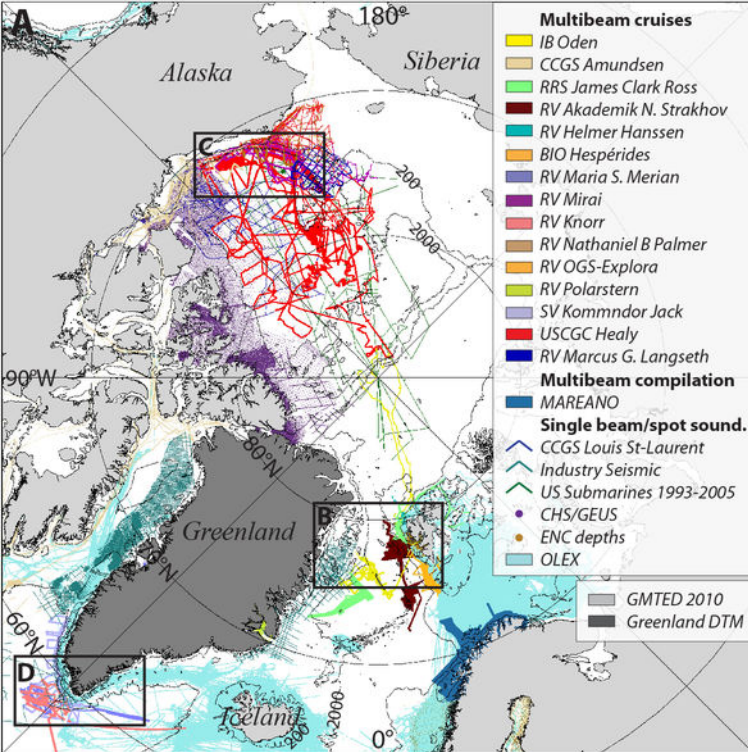 A
180°
Alaska
Siberia
C
200
2000
90°W
80°N
Greenland
B
70°N
60°N
D
Iceland
200
2000
0°
Multibeam cruises
IB Oden
CCGS Amundsen
RRS James Clark Ross
RV Akademik N. Strakhov
RV Helmer Hanssen
BIO Hespérides
RV Maria S. Merian
RV Mirai
RV Knorr
RV Nathaniel B Palmer
RV OGS-Explora
RV Polarstern
SV Kommndor Jack
USCGC Healy
RV Marcus G. Langseth
Multibeam compilation
MAREANO
Single beam/spot sound.
CCGS Louis St-Laurent
Industry Seismic
US Submarines 1993-2005
CHS/GEUS
ENC depths
OLEX
GMTED 2010
Greenland DTM